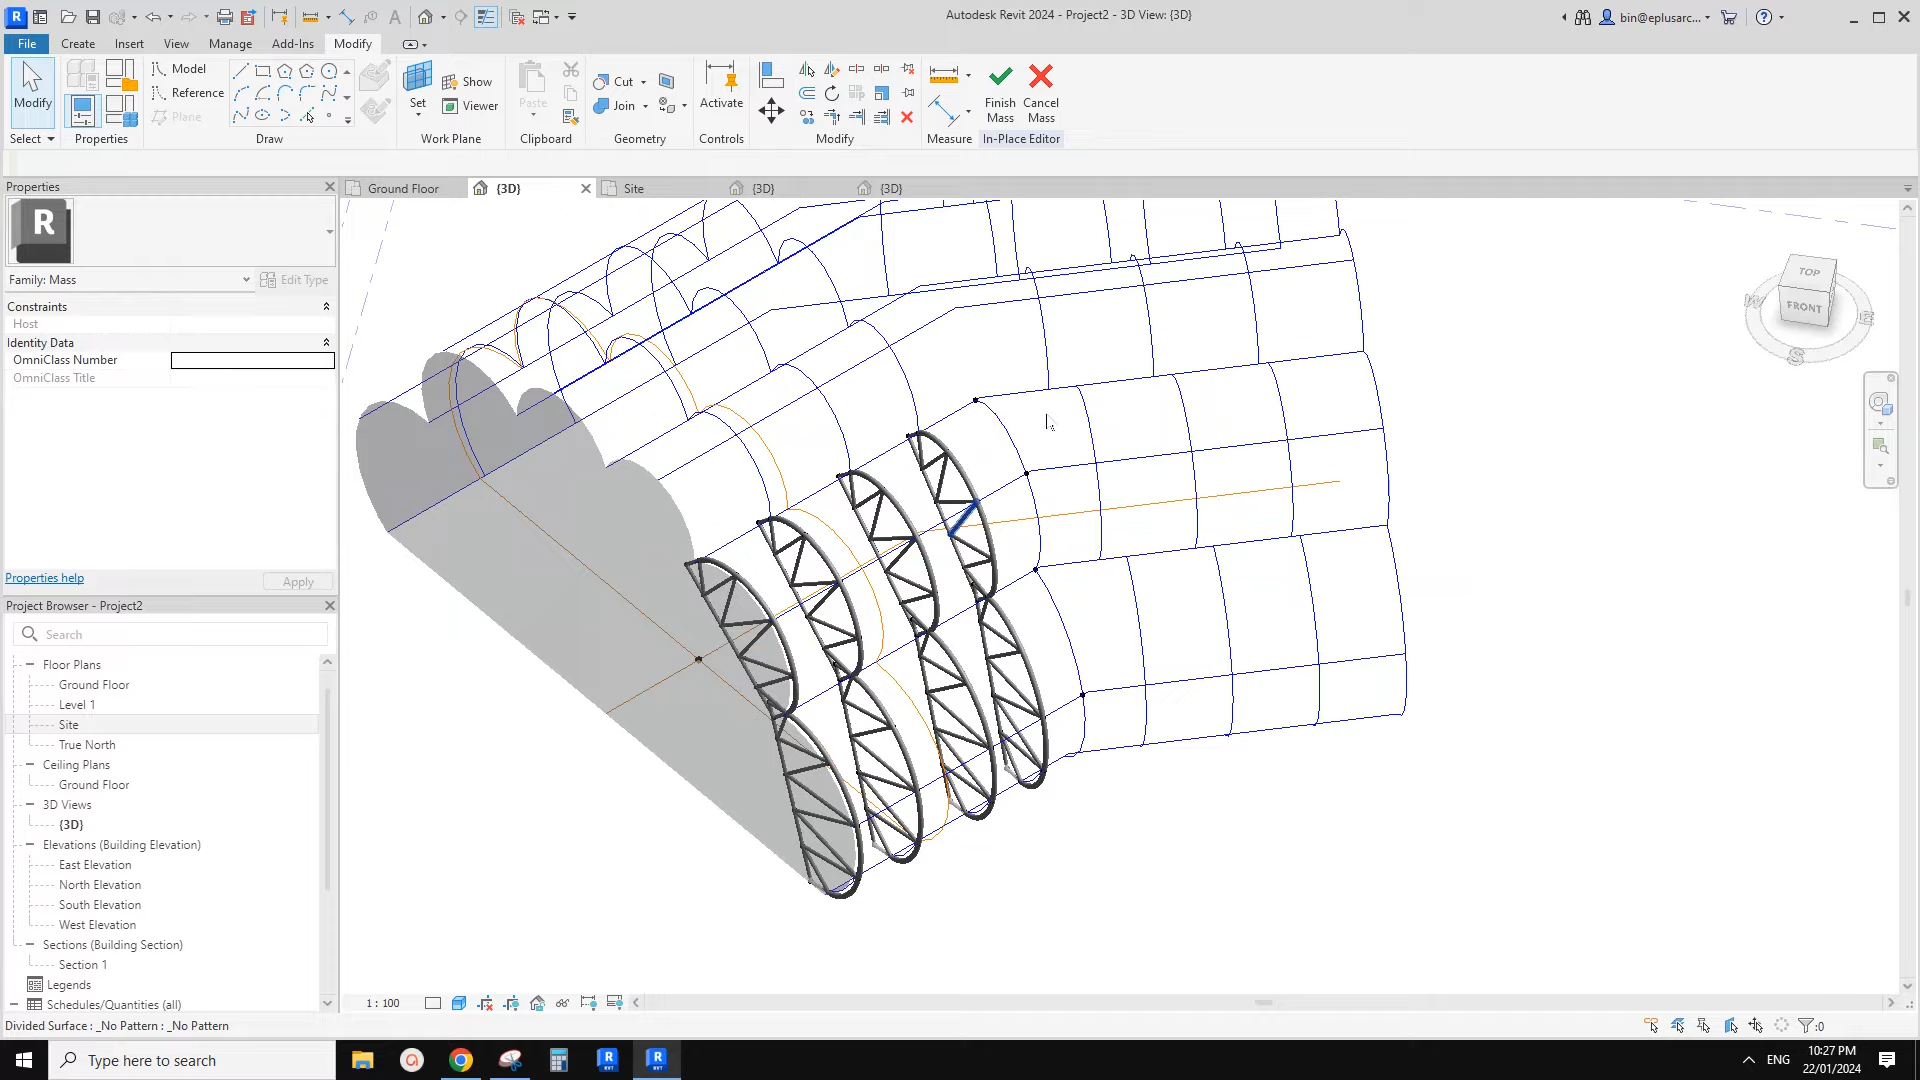 Autodesk Revit 2024 - Project2 - 3D View: {3D}
bin@eplusarc...
File
Create
Insert
View
Manage
Add-Ins
Modify
Modify
Select
Properties
Model
Reference
Plane
Draw
Set
Show
Viewer
Work Plane
Paste
Clipboard
Cut
Join
Geometry
Activate
Controls
Modify
Measure
Finish
Mass
Cancel
Mass
In-Place Editor
Properties
Ground Floor
{3D}
Site
{3D}
{3D}
R
Family: Mass
Edit Type
Constraints
Host
Identity Data
OmniClass Number
OmniClass Title
Properties help
Apply
Project Browser - Project2
Search
Floor Plans
Ground Floor
Level 1
Site
True North
Ceiling Plans
Ground Floor
3D Views
{3D}
Elevations (Building Elevation)
East Elevation
North Elevation
South Elevation
West Elevation
Sections (Building Section)
Section 1
Legends
Schedules/Quantities (all)
TOP
FRONT
W
S
E
1 : 100
Divided Surface : _No Pattern : _No Pattern
:0
Type here to search
ENG
10:27 PM
22/01/2024